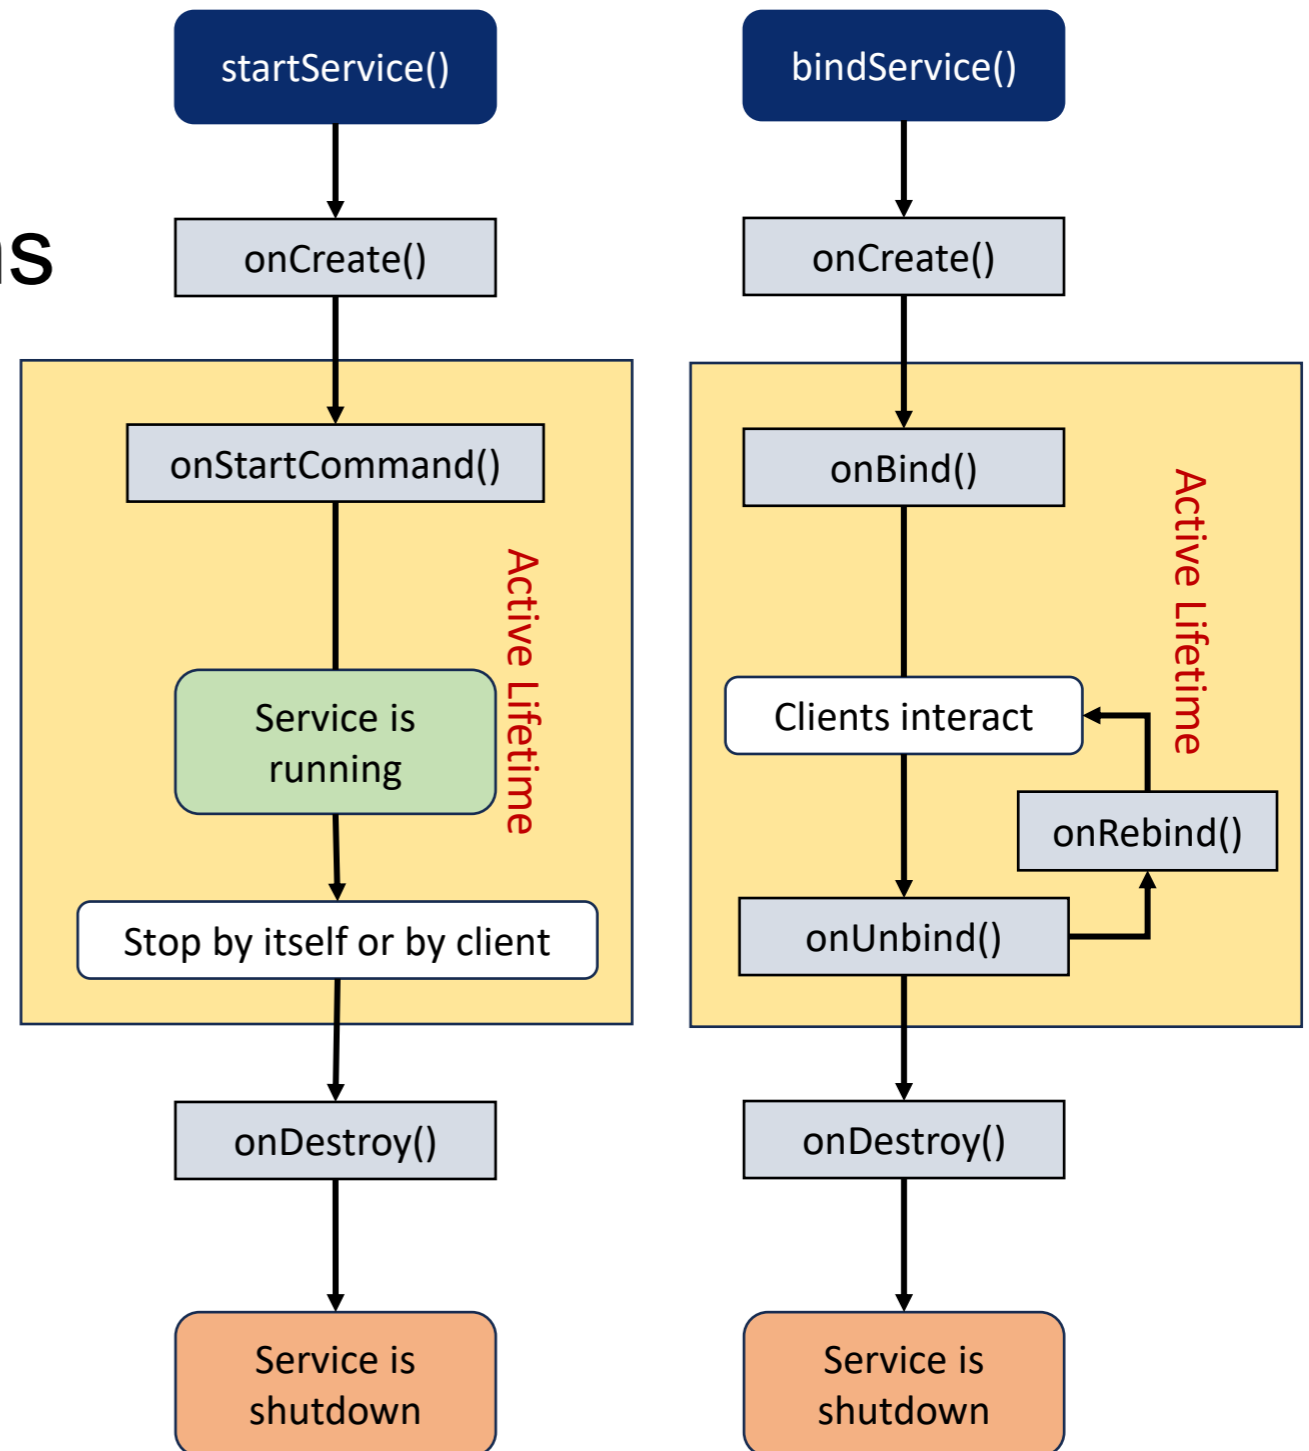 startService()
onCreate()
onStartCommand()
Active Lifetime
Service is
running
Stop by itself or by client
onDestroy()
Service is
shutdown
bindService()
onCreate()
onBind()
Active Lifetime
Clients interact
onRebind()
onUnbind()
onDestroy()
Service is
shutdown